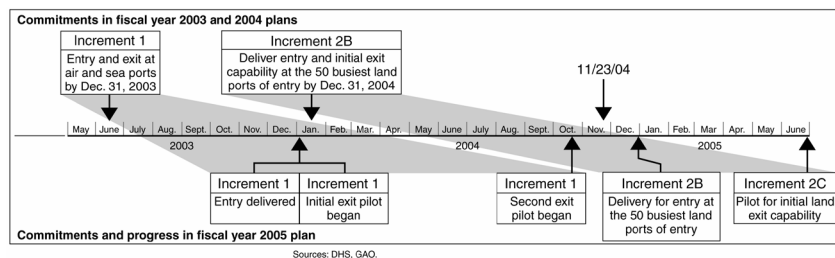 Commitments in fiscal year 2003 and 2004 plans
Increment 1
Entry and exit at
air and sea ports
by Dec. 31, 2003
Increment 2B
Deliver entry and initial exit
capability at the 50 busiest land
ports of entry by Dec. 31, 2004
11/23/04
May June July Aug. Sept. Oct. Nov. Dec. Jan. Feb. Mar. Apr. May June July Aug. Sept. Oct. Nov. Dec. Jan. Feb. Mar Apr. May June
2003 2004 2005
Increment 1
Entry delivered
Increment 1
Initial exit pilot
began
Increment 1
Second exit
pilot began
Increment 2B
Delivery for entry at
the 50 busiest land
ports of entry
Increment 2C
Pilot for initial land
exit capability
Commitments and progress in fiscal year 2005 plan
Sources: DHS, GAO.